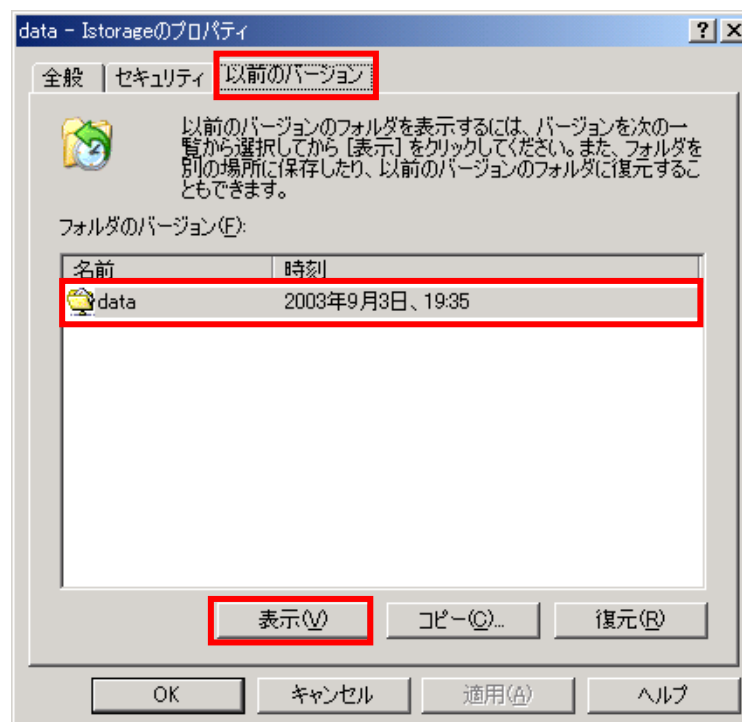 data - Istorageのプロパティ
? ×
全般 セキュリティ 以前のバージョン
以前のバージョンのフォルダを表示するには、バージョンを次の一
覧から選択してから [表示] をクリックしてください。また、フォルダを
別の場所に保存したり、以前のバージョンのフォルダに復元するこ
ともできます。
フォルダのバージョン(F):
名前 時刻
data 2003年9月3日、19:35
表示(V) コピー(C)... 復元(R)
OK キャンセル 適用(A) ヘルプ